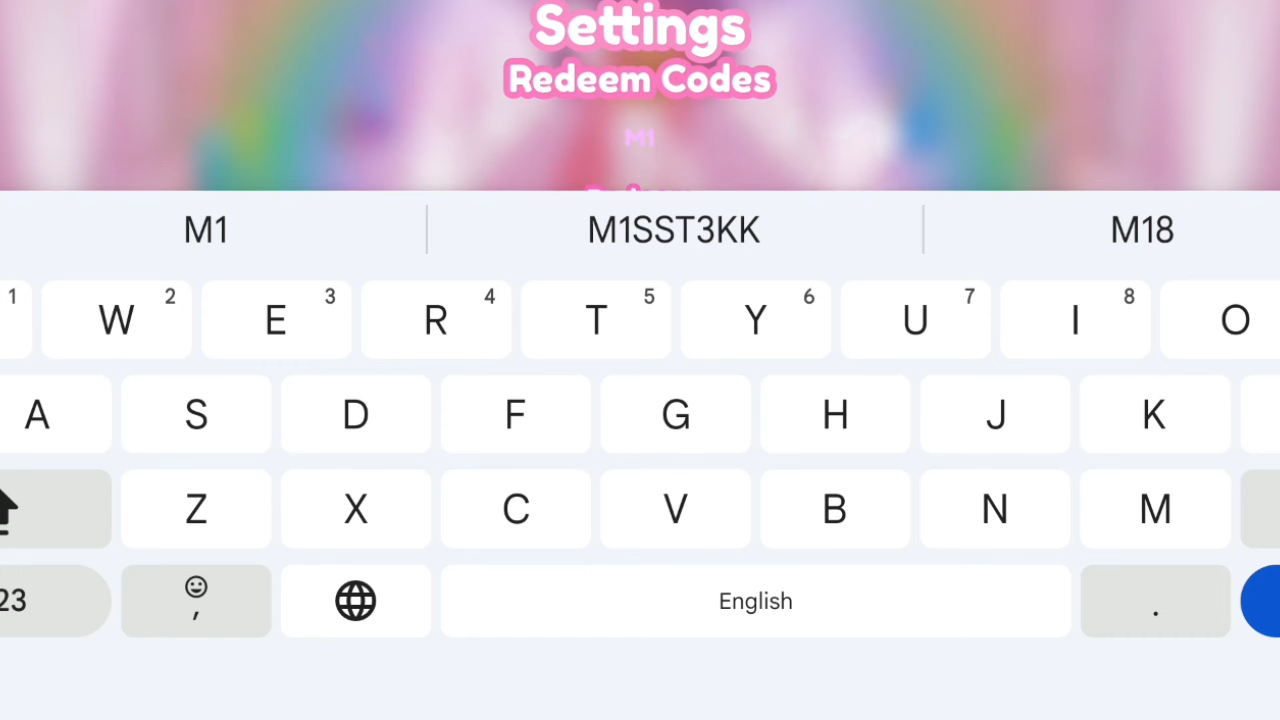 Settings
Redeem Codes
M1
M1 M1SST3KK M18
1 W 2 E 3 R 4 T 5 Y 6 U 7 I 8 O
A S D F G H J K
Z X C V B N M
23 , English .